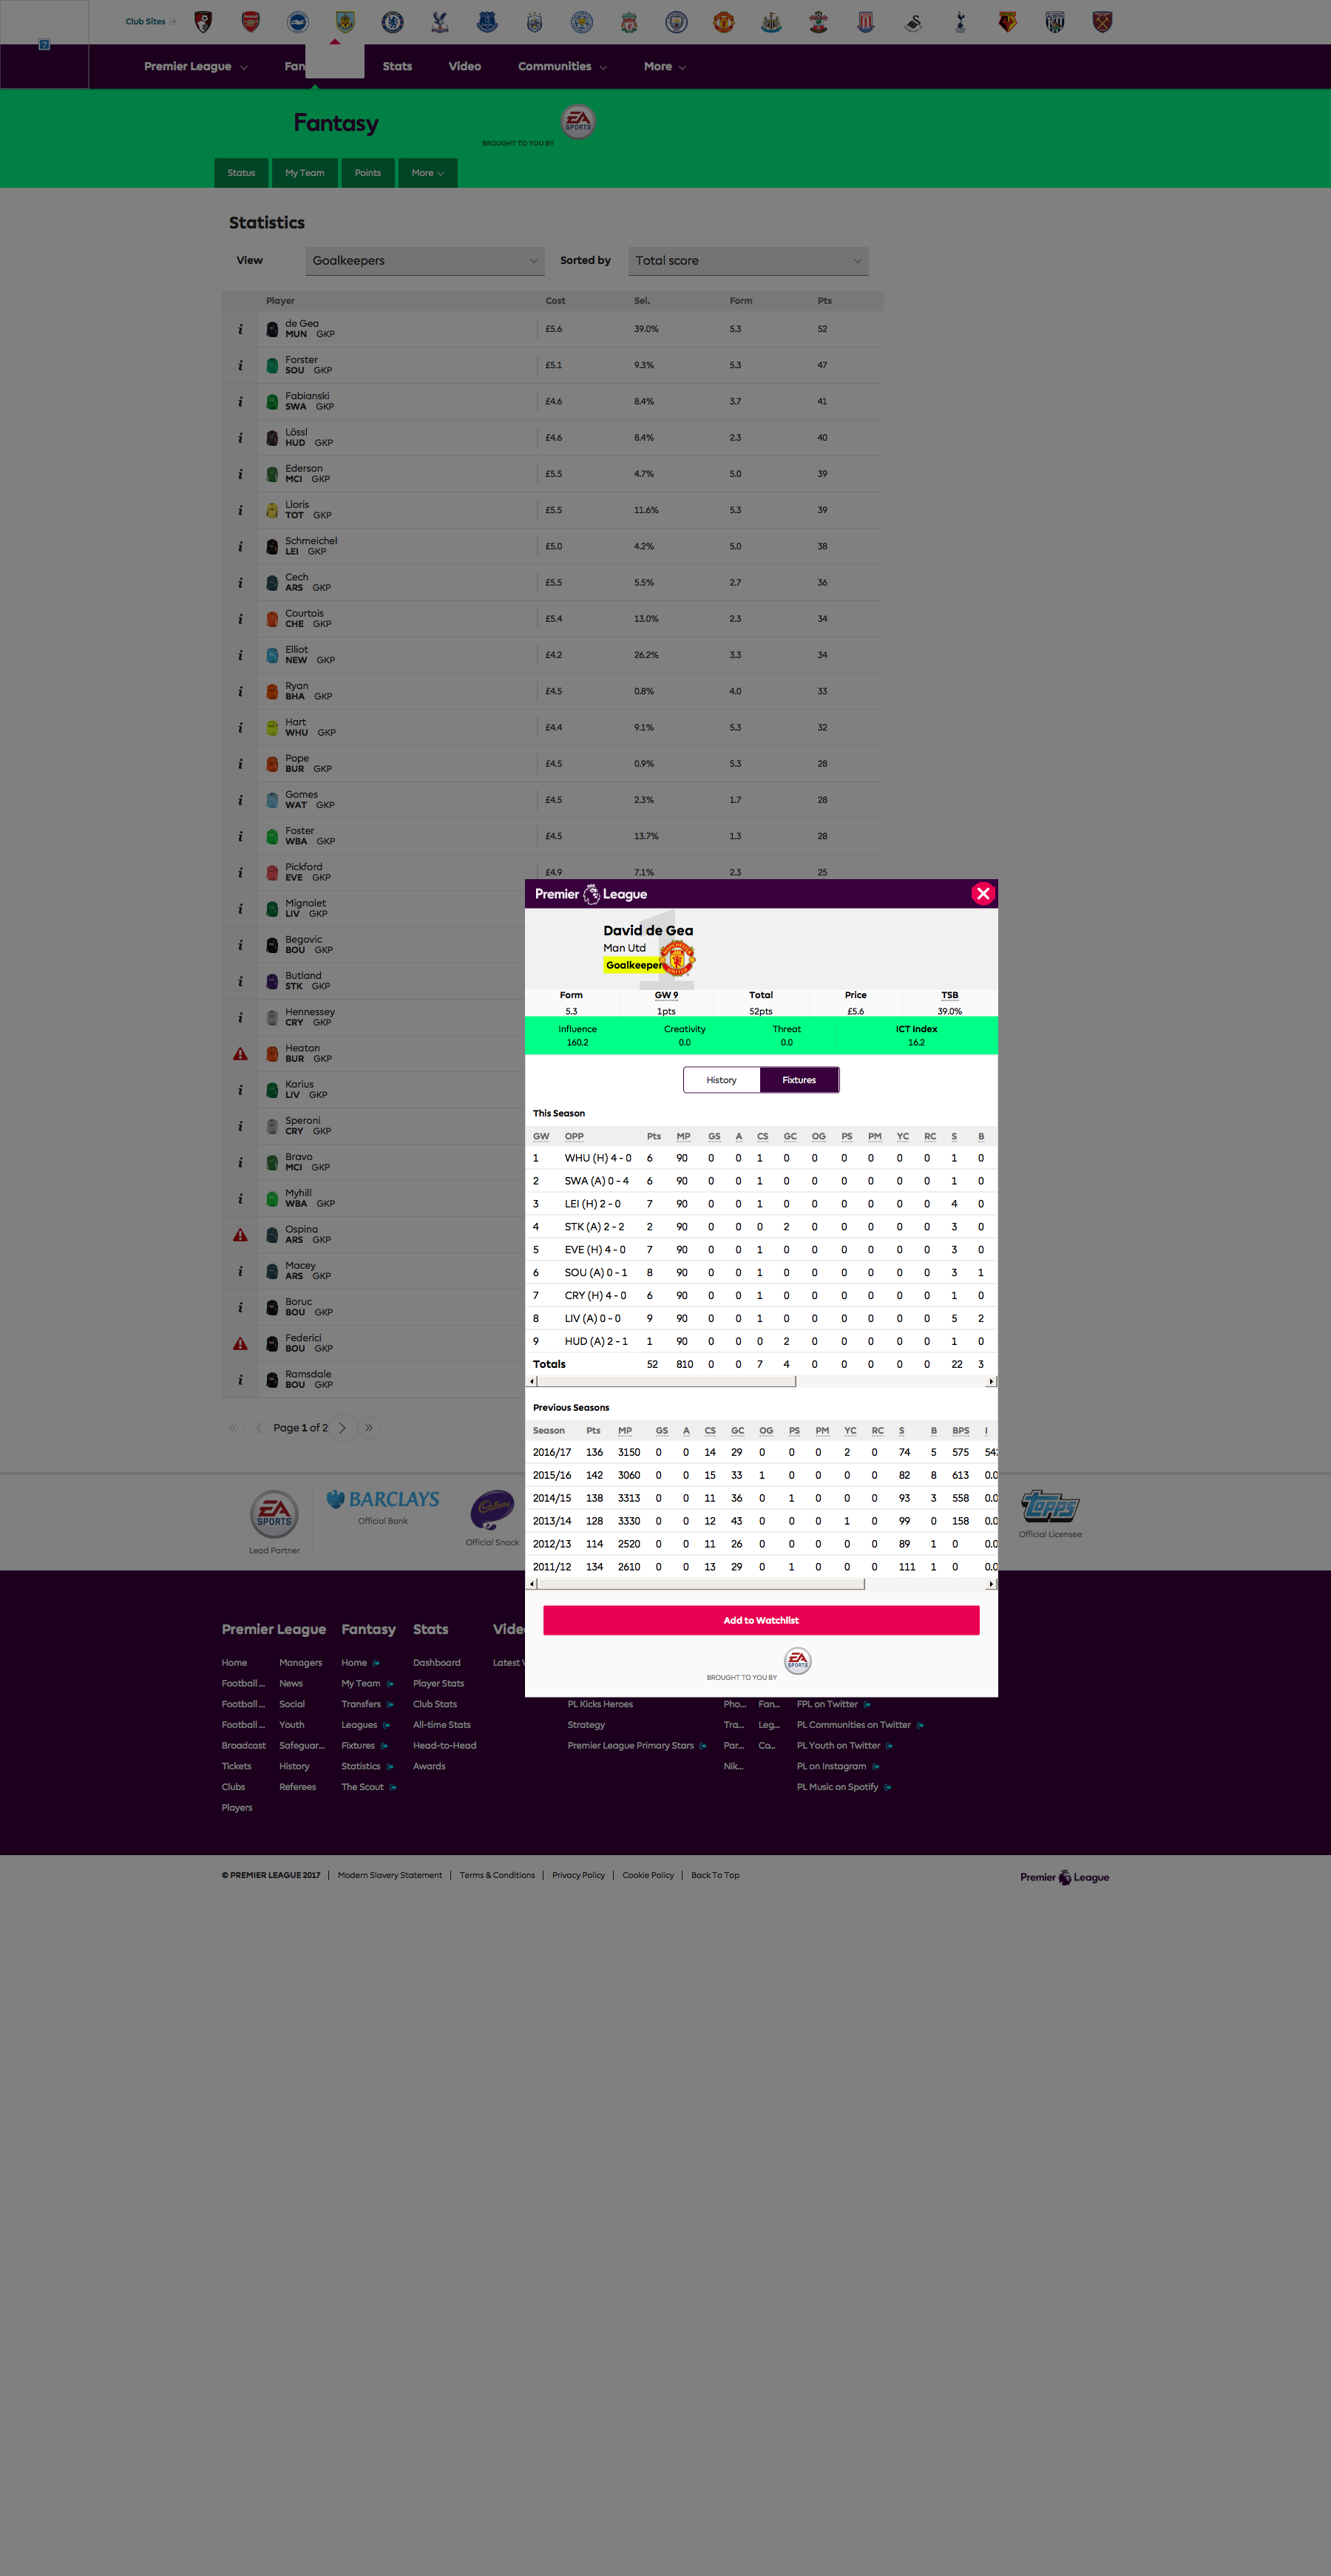 Club Sites
Premier League
Fan
Stats
Video
Communities
More
Fantasy
BROUGHT TO YOU BY
EA SPORTS
Status
My Team
Points
More
Statistics
View
Goalkeepers
Sorted by
Total score
Player Cost Sel. Form Pts
de Gea
MUN GKP £5.6 39.0% 5.3 52
Forster
SOU GKP £5.1 9.3% 5.3 47
Fabianski
SWA GKP £4.6 8.4% 3.7 41
Lössl
HUD GKP £4.6 8.4% 2.3 40
Ederson
MCI GKP £5.5 4.7% 5.0 39
Lloris
TOT GKP £5.5 11.6% 5.3 39
Schmeichel
LEI GKP £5.0 4.2% 5.0 38
Cech
ARS GKP £5.5 5.5% 2.7 36
Courtois
CHE GKP £5.4 13.0% 2.3 34
Elliot
NEW GKP £4.2 26.2% 3.3 34
Ryan
BHA GKP £4.5 0.8% 4.0 33
Hart
WHU GKP £4.4 9.1% 5.3 32
Pope
BUR GKP £4.5 0.9% 5.3 28
Gomes
WAT GKP £4.5 2.3% 1.7 28
Foster
WBA GKP £4.5 13.7% 1.3 28
Pickford
EVE GKP £4.9 7.1% 2.3 25
Mignolet
LIV GKP
Begovic
BOU GKP
Butland
STK GKP
Hennessey
CRY GKP
Heaton
BUR GKP
Karius
LIV GKP
Speroni
CRY GKP
Bravo
MCI GKP
Myhill
WBA GKP
Ospina
ARS GKP
Macey
ARS GKP
Boruc
BOU GKP
Federici
BOU GKP
Ramsdale
BOU GKP
Page 1 of 2
Premier League
1
David de Gea
Man Utd
Goalkeeper
Form GW 9 Total Price TSB
5.3 1pts 52pts £5.6 39.0%
Influence Creativity Threat ICT Index
160.2 0.0 0.0 16.2
History Fixtures
This Season
GW OPP Pts MP GS A CS GC OG PS PM YC RC S B
1 WHU (H) 4 - 0 6 90 0 0 1 0 0 0 0 0 0 1 0
2 SWA (A) 0 - 4 6 90 0 0 1 0 0 0 0 0 0 1 0
3 LEI (H) 2 - 0 7 90 0 0 1 0 0 0 0 0 0 4 0
4 STK (A) 2 - 2 2 90 0 0 0 2 0 0 0 0 0 3 0
5 EVE (H) 4 - 0 7 90 0 0 1 0 0 0 0 0 0 3 0
6 SOU (A) 0 - 1 8 90 0 0 1 0 0 0 0 0 0 3 1
7 CRY (H) 4 - 0 6 90 0 0 1 0 0 0 0 0 0 1 0
8 LIV (A) 0 - 0 9 90 0 0 1 0 0 0 0 0 0 5 2
9 HUD (A) 2 - 1 1 90 0 0 0 2 0 0 0 0 0 1 0
Totals 52 810 0 0 7 4 0 0 0 0 0 22 3
Previous Seasons
Season Pts MP GS A CS GC OG PS PM YC RC S B BPS I
2016/17 136 3150 0 0 14 29 0 0 0 2 0 74 5 575 54
2015/16 142 3060 0 0 15 33 1 0 0 0 0 82 8 613 0.0
2014/15 138 3313 0 0 11 36 0 1 0 0 0 93 3 558 0.0
2013/14 128 3330 0 0 12 43 0 0 0 1 0 99 0 158 0.0
2012/13 114 2520 0 0 11 26 0 0 0 0 0 89 1 0 0.0
2011/12 134 2610 0 0 13 29 0 1 0 0 0 111 1 0 0.0
Add to Watchlist
BROUGHT TO YOU BY
EA SPORTS
EA SPORTS
Lead Partner
BARCLAYS
Official Bank
Cadbury
Official Snack
Topps
Official Licensee
Premier League
Home
Football ...
Football ...
Football ...
Broadcast
Tickets
Clubs
Players
Managers
News
Social
Youth
Safeguar...
History
Referees
Fantasy
Home
My Team
Transfers
Leagues
Fixtures
Statistics
The Scout
Stats
Dashboard
Player Stats
Club Stats
All-time Stats
Head-to-Head
Awards
Vide
Latest V
PL Kicks Heroes
Strategy
Premier League Primary Stars
Pho...
Tra...
Par...
Nik...
Fan...
Leg...
Co...
FPL on Twitter
PL Communities on Twitter
PL Youth on Twitter
PL on Instagram
PL Music on Spotify
© PREMIER LEAGUE 2017
Modern Slavery Statement
Terms & Conditions
Privacy Policy
Cookie Policy
Back To Top
Premier League